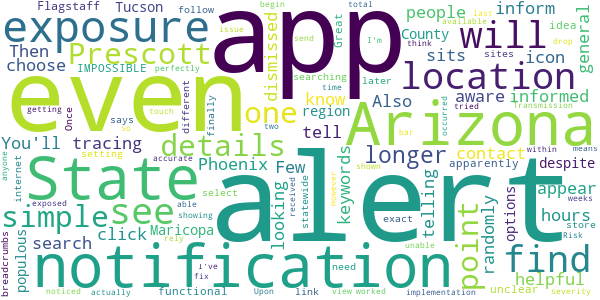 Flagstaff Tucson follow begin total available last people inform idea general
exposure app will
Then Prescott dismissed issue send Great I'm County think sites drop
choose IMPOSSIBLE perfectly searching later sits icon
even one location
getting says different time Also know aware informed
Once touch two tried Transmission
You'll tracing finally so region bar occurred Arizona
setting details tell contact within means
internet anyone accurate Phoenix Few longer apparently despite
State alert see select statewide received However keywords shown exact appear weeks
simple exposed able showing Maricopa looking telling point randomly options hours store
breadcrumbs populous search click rely need unable find Risk
notification I've fix helpful
noticed actually severity functional Upon link view worked implementation unclear